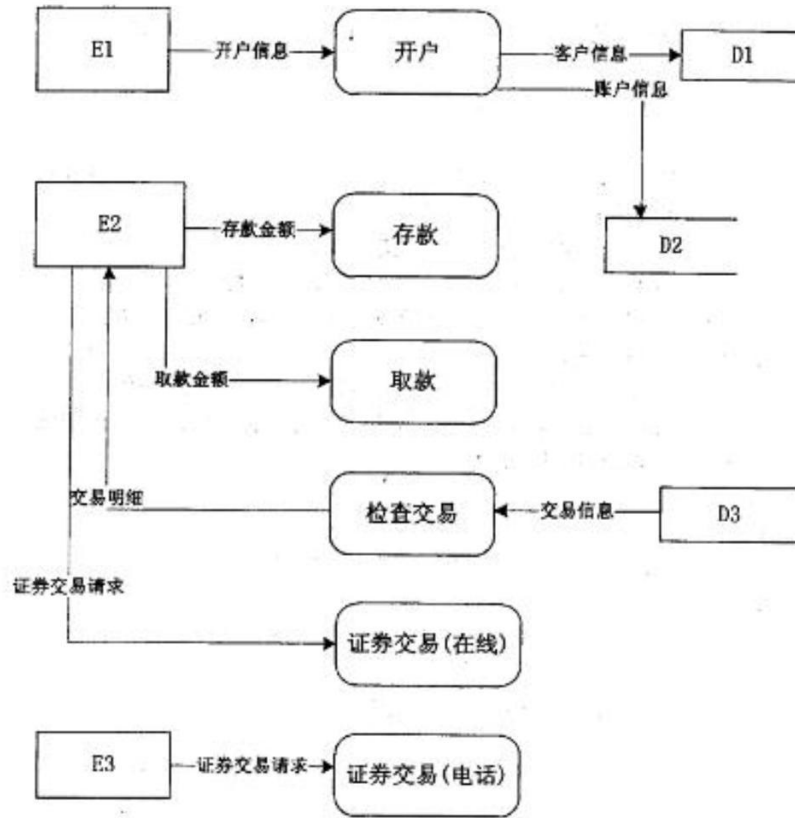 E1
开户信息
开户
客户信息
D1
账户信息
E2
存款金额
存款
D2
取款金额
取款
交易明细
检查交易
交易信息
D3
证券交易请求
证券交易(在线)
E3
证券交易请求
证券交易(电话)